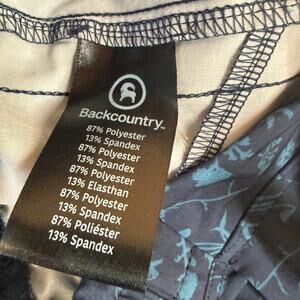 Backcountry
87% Polyester
13% Spandex
87% Polyester
13% Spandex
87% Polyester
13% Elasthan
87% Polyester
13% Spandex
87% Poliéster
13% Spandex